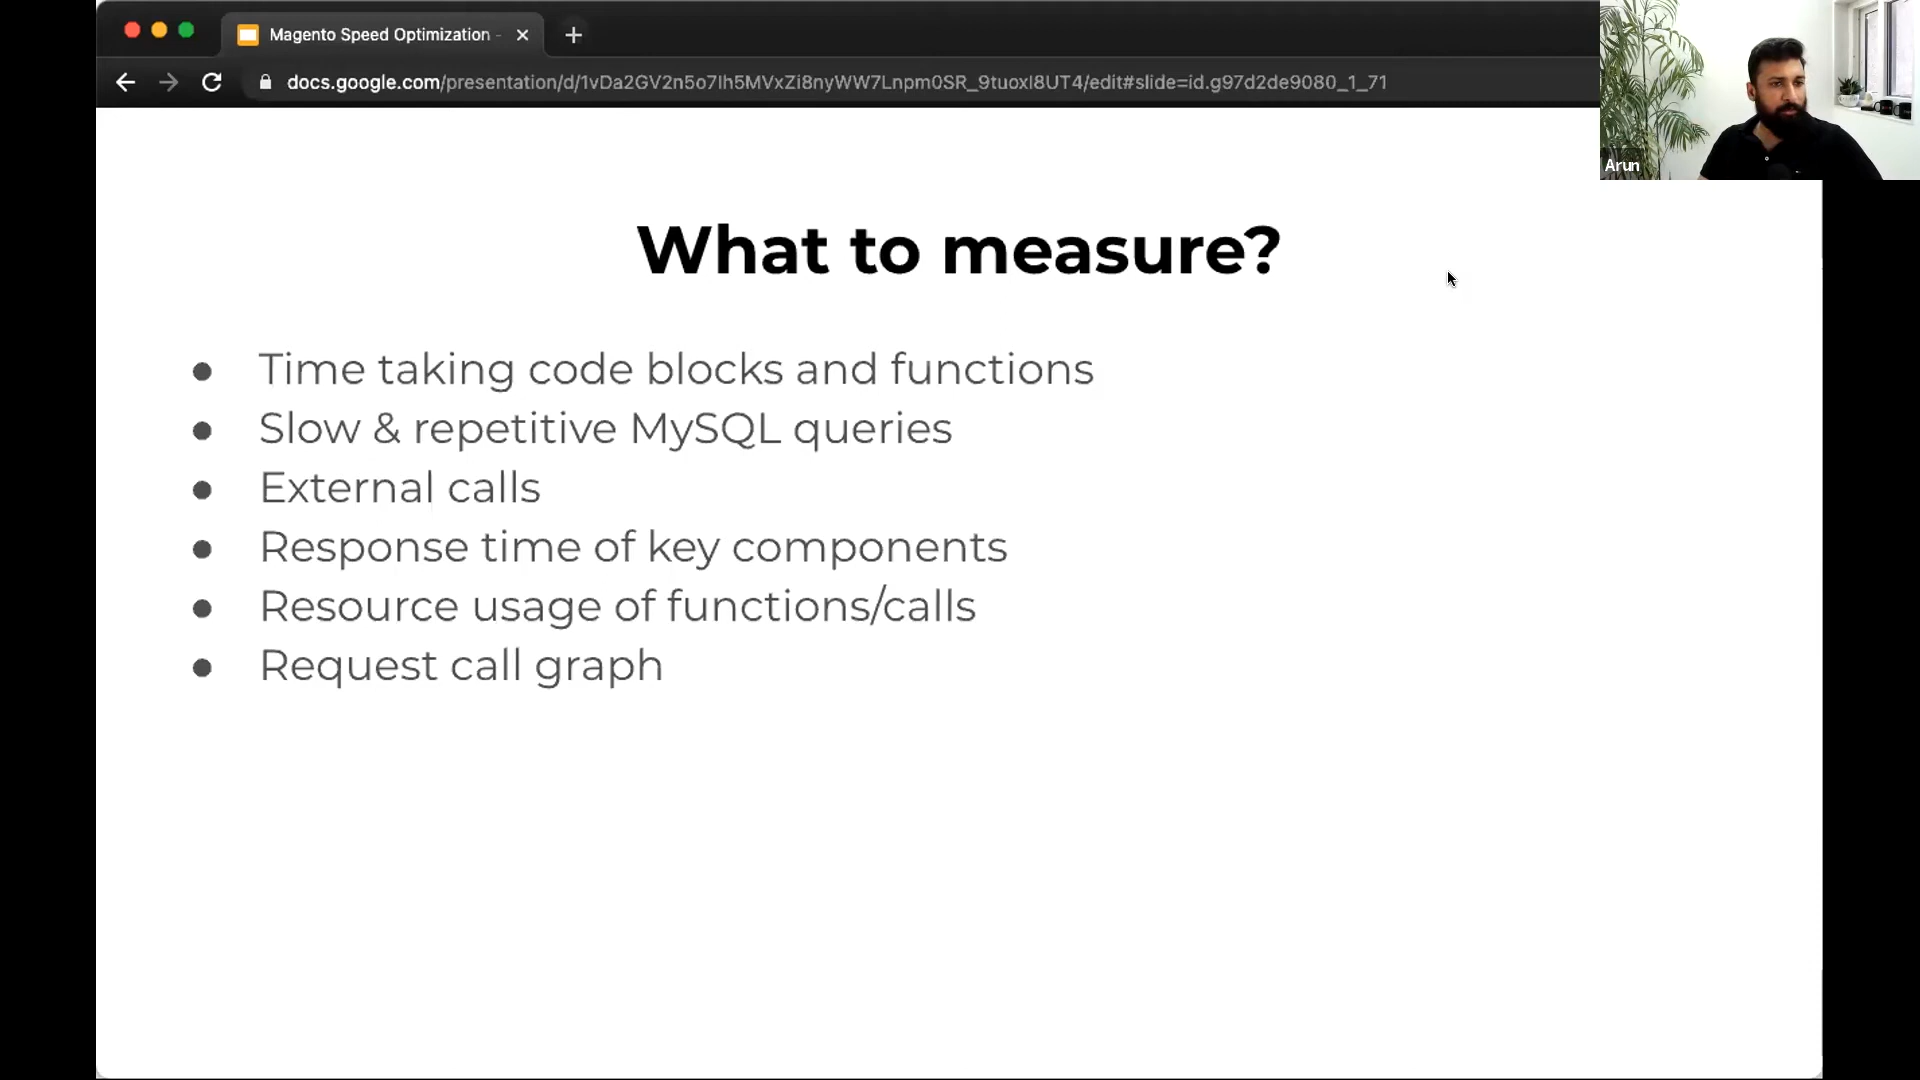 Magento Speed Optimization -
docs.google.com/presentation/d/1vDa2GV2n5o7lh5MVxZi8nyWW7Lnpm0SR_9tuoxI8UT4/edit#slide=id.g97d2de9080_1_71
Arun
What to measure?
● Time taking code blocks and functions
● Slow & repetitive MySQL queries
● External calls
● Response time of key components
● Resource usage of functions/calls
● Request call graph